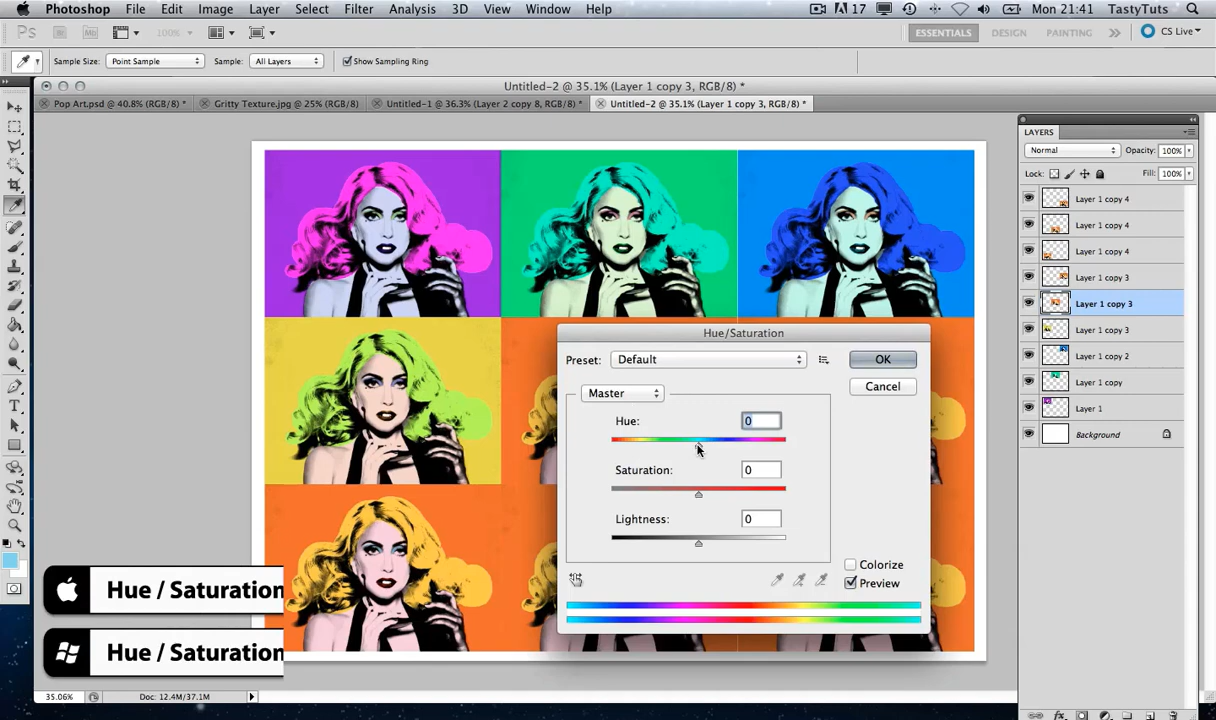 Photoshop File Edit Image Layer Select Filter Analysis 3D View Window Help 17 Mon 21:41 TastyTuts
Ps Mb 100% ESSENTIALS DESIGN PAINTING CS Live
Sample Size: Point Sample Sample: All Layers Show Sampling Ring
Untitled-2 @ 35.1% (Layer 1 copy 3, RGB/8) *
Pop Art.psd @ 40.8% (RGB/8) * Gritty Texture.jpg @ 25% (RGB/8) Untitled-1 @ 36.3% (Layer 2 copy 8, RGB/8) * Untitled-2 @ 35.1% (Layer 1 copy 3, RGB/8) *
LAYERS
Normal Opacity: 100%
Lock: Fill: 100%
Layer 1 copy 4
Layer 1 copy 4
Layer 1 copy 4
Layer 1 copy 3
Layer 1 copy 3
Layer 1 copy 3
Layer 1 copy 2
Layer 1 copy
Layer 1
Background
Hue/Saturation
Preset: Default OK
Master Cancel
Hue: 0
Saturation: 0
Lightness: 0
Colorize
Preview
Hue / Saturation
Hue / Saturation
35.06% Doc: 12.4M/37.1M